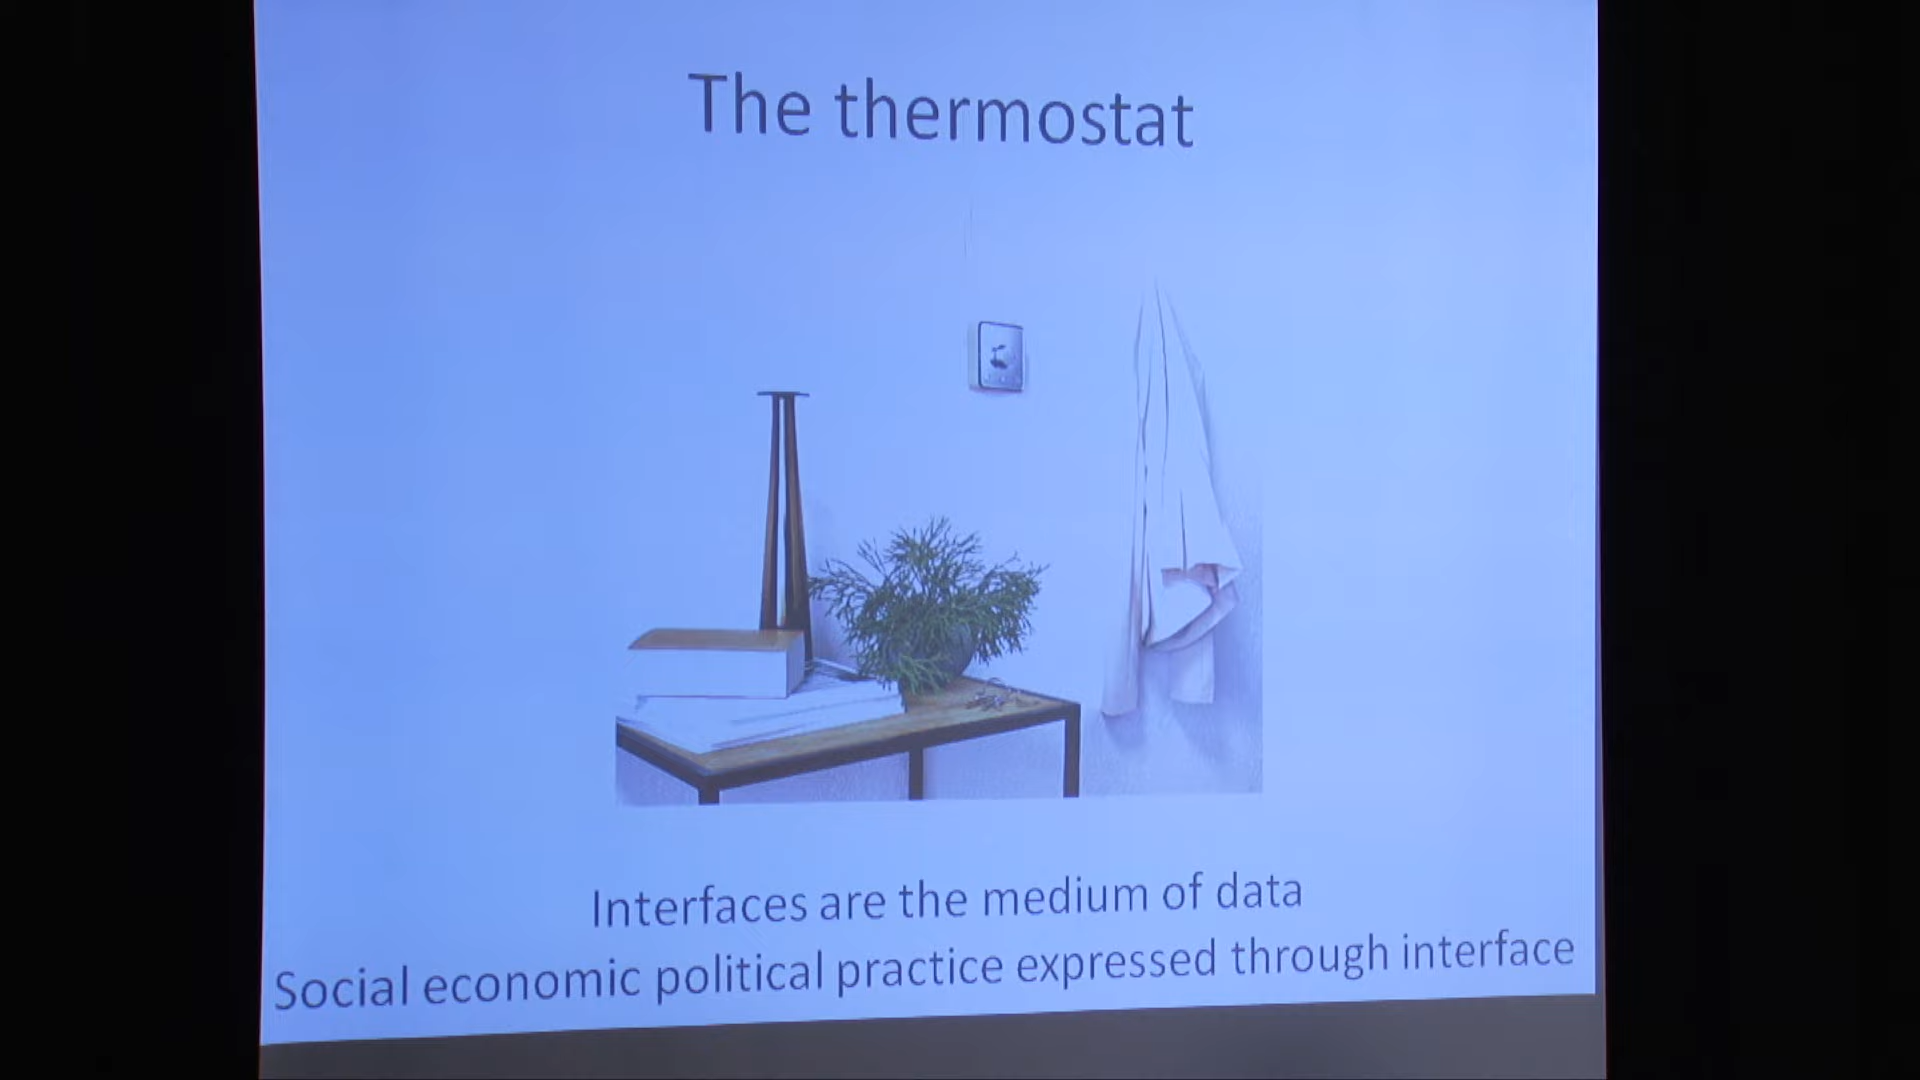 The thermostat
Interfaces are the medium of data
Social economic political practice expressed through interface